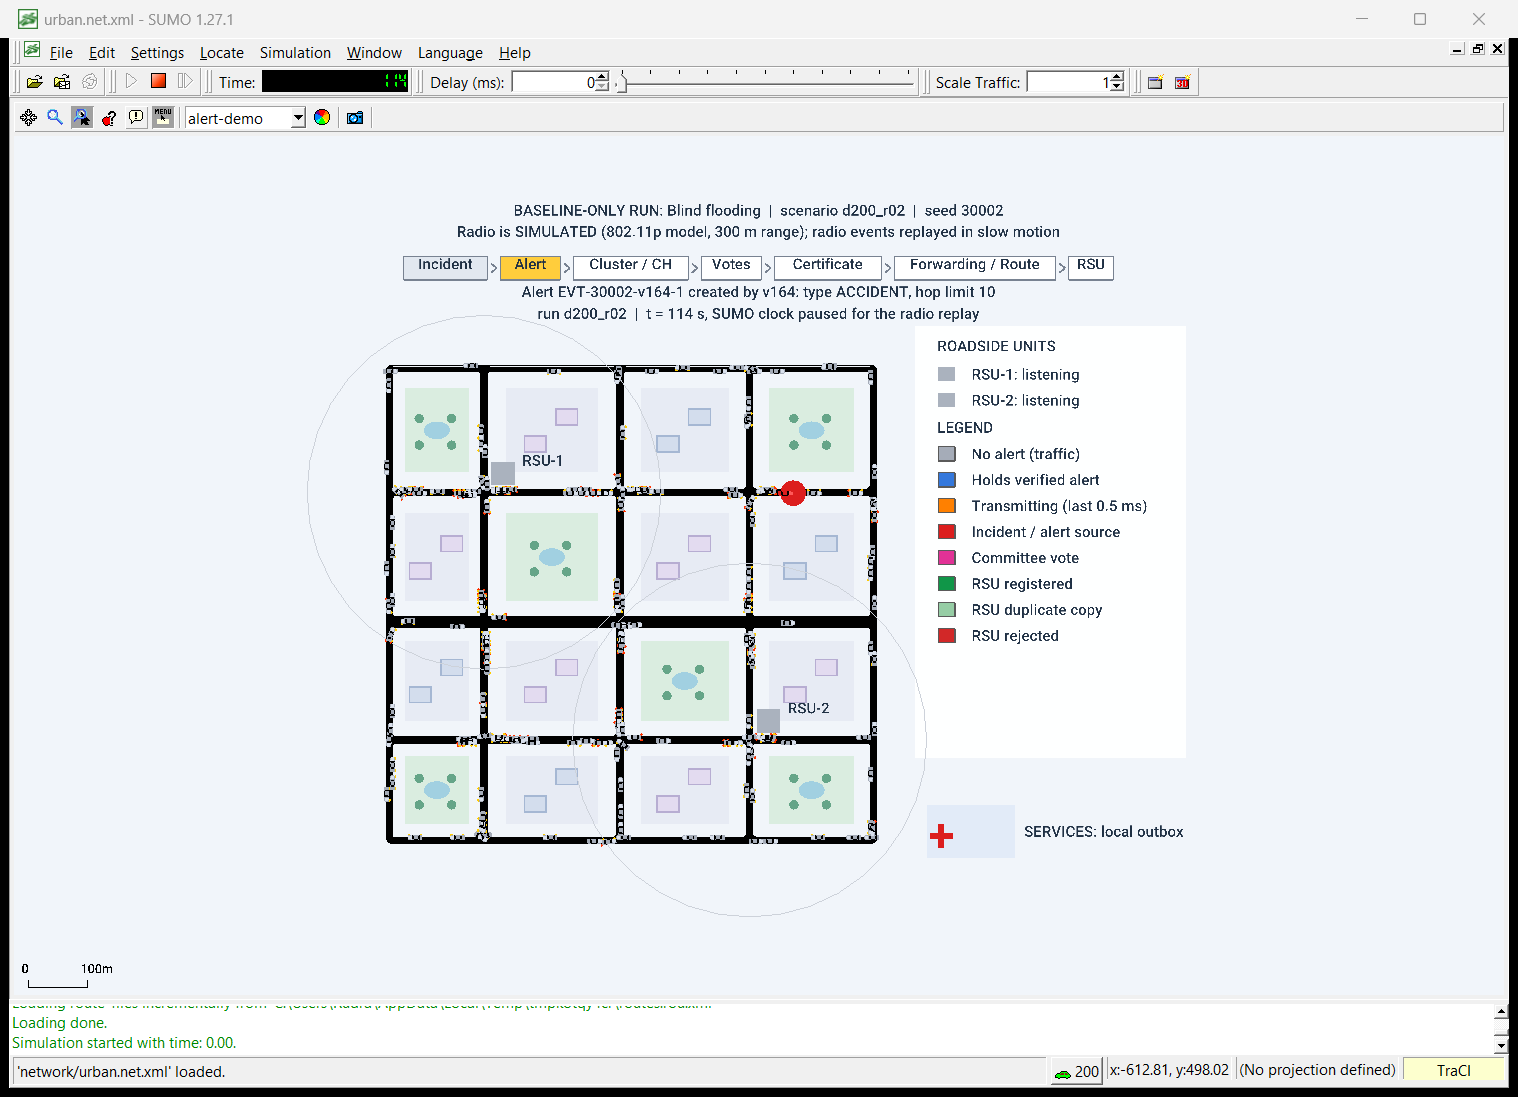 urban.net.xml - SUMO 1.27.1
File Edit Settings Locate Simulation Window Language Help
Time: 114 Delay (ms): 0 Scale Traffic: 1
MENU
alert-demo
BASELINE-ONLY RUN: Blind flooding | scenario d200_r02 | seed 30002
Radio is SIMULATED (802.11p model, 300 m range); radio events replayed in slow motion
Incident > Alert > Cluster / CH > Votes > Certificate > Forwarding / Route > RSU
Alert EVT-30002-v164-1 created by v164: type ACCIDENT, hop limit 10
run d200_r02 | t = 114 s, SUMO clock paused for the radio replay
ROADSIDE UNITS
RSU-1: listening
RSU-2: listening
LEGEND
No alert (traffic)
Holds verified alert
Transmitting (last 0.5 ms)
Incident / alert source
Committee vote
RSU registered
RSU duplicate copy
RSU rejected
RSU-1
RSU-2
SERVICES: local outbox
0 100m
Loading done.
Simulation started with time: 0.00.
'network/urban.net.xml' loaded.
200
x:-612.81, y:498.02
(No projection defined)
TraCI